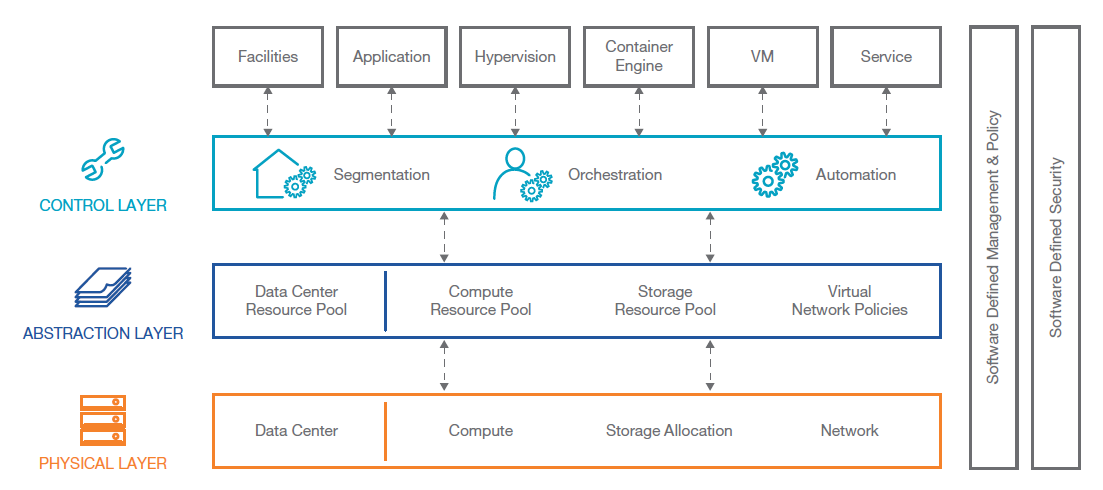 Facilities
Application
Hypervision
Container
Engine
VM
Service
CONTROL LAYER
Segmentation
Orchestration
Automation
ABSTRACTION LAYER
Data Center
Resource Pool
Compute
Resource Pool
Storage
Resource Pool
Virtual
Network Policies
PHYSICAL LAYER
Data Center
Compute
Storage Allocation
Network
Software Defined Management & Policy
Software Defined Security